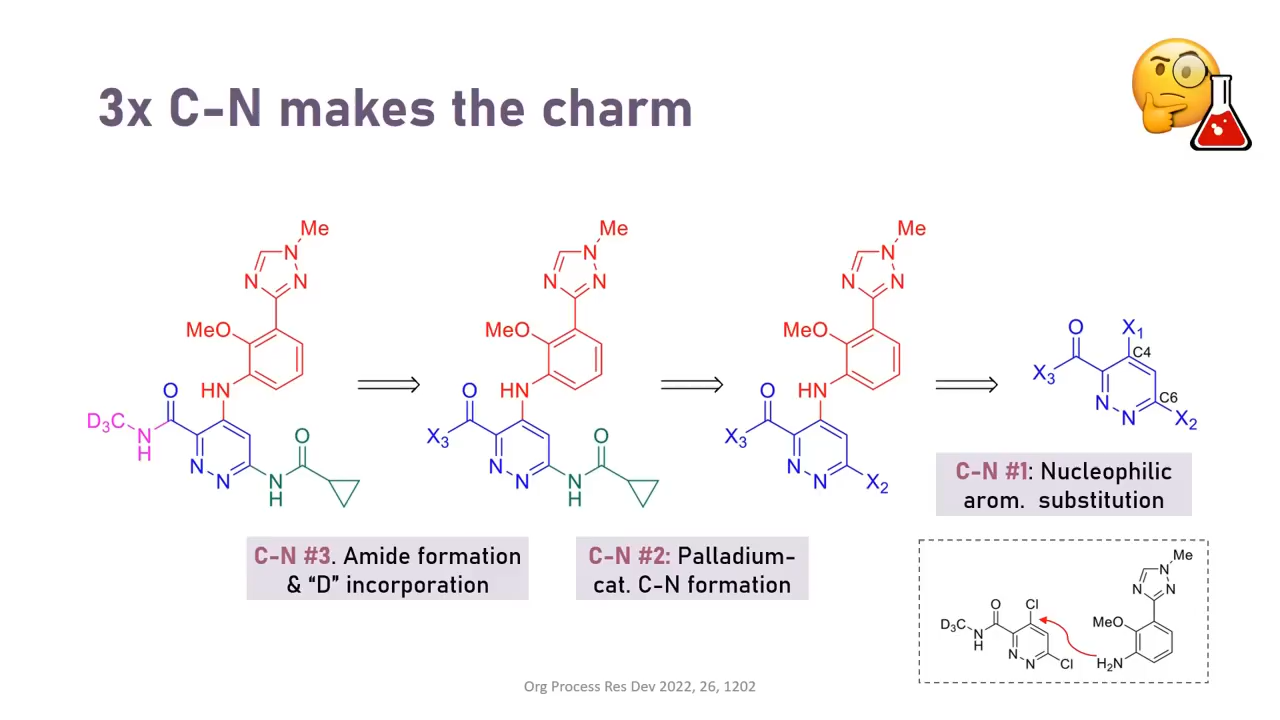 3x C-N makes the charm
Me
N
N
N
MeO
HN
O
D3C
N
H
N
N
N
H
O
Me
N
N
N
MeO
HN
O
X3
N
N
N
H
O
Me
N
N
N
MeO
HN
O
X3
N
N
X2
O
X1
C4
X3
C6
N
N
X2
C-N #1: Nucleophilic
arom. substitution
C-N #3. Amide formation
& “D” incorporation
C-N #2: Palladium-
cat. C-N formation
O
Cl
D3C
N
H
N
N
Cl
Me
N
N
N
MeO
H2N
Org Process Res Dev 2022, 26, 1202